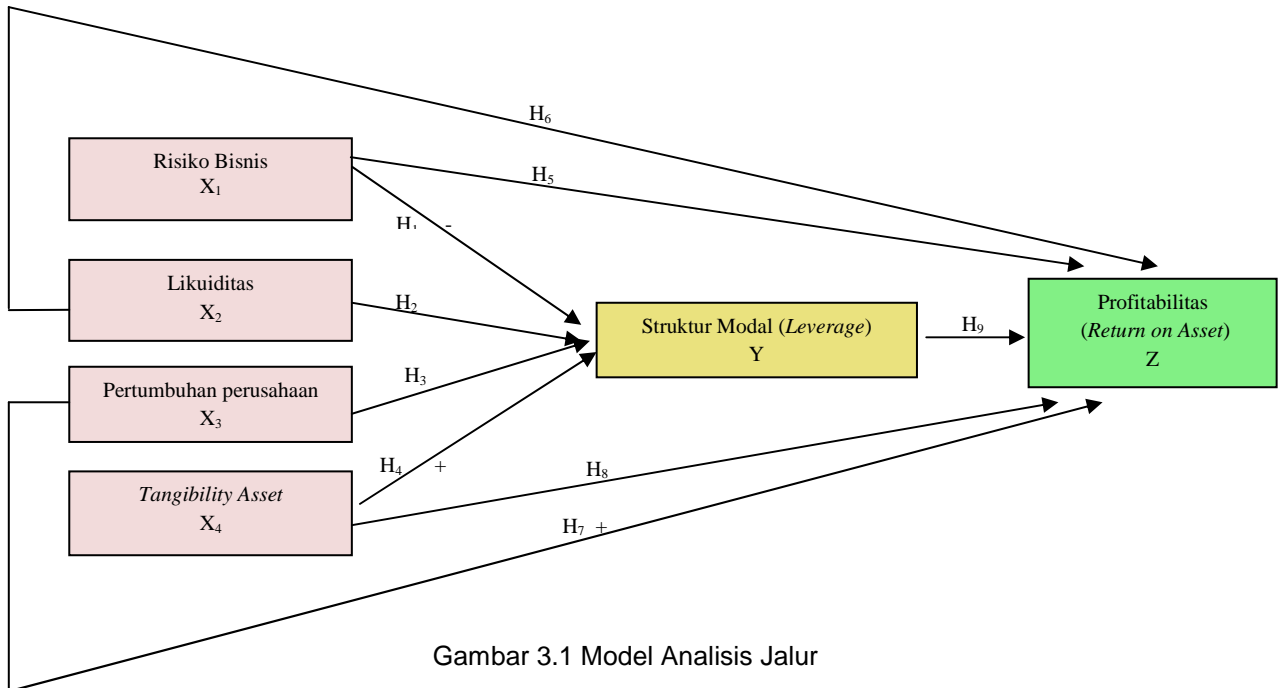 H₆
Risiko Bisnis
X₁
H₅
H₁ -
Likuiditas
X₂
H₂
Struktur Modal (Leverage)
Y
H₉
Profitabilitas
(Return on Asset)
Z
Pertumbuhan perusahaan
X₃
H₃
Tangibility Asset
X₄
H₄ +
H₈
H₇ +
Gambar 3.1 Model Analisis Jalur